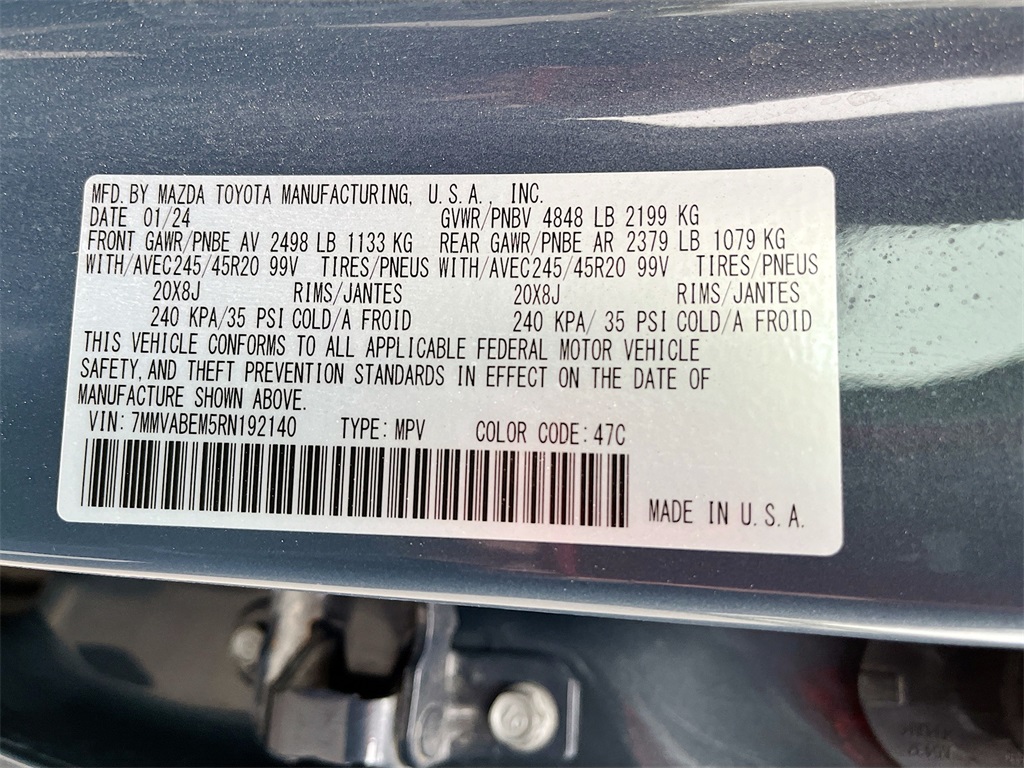 MFD. BY MAZDA TOYOTA MANUFACTURING, U.S.A., INC.
DATE 01/24 GVWR/PNBV 4848 LB 2199 KG
FRONT GAWR/PNBE AV 2498 LB 1133 KG REAR GAWR/PNBE AR 2379 LB 1079 KG
WITH/AVEC245/45R20 99V TIRES/PNEUS WITH/AVEC245/45R20 99V TIRES/PNEUS
20X8J RIMS/JANTES 20X8J RIMS/JANTES
240 KPA/35 PSI COLD/A FROID 240 KPA/ 35 PSI COLD/A FROID
THIS VEHICLE CONFORMS TO ALL APPLICABLE FEDERAL MOTOR VEHICLE
SAFETY, AND THEFT PREVENTION STANDARDS IN EFFECT ON THE DATE OF
MANUFACTURE SHOWN ABOVE.
VIN: 7MMVABEM5RN192140 TYPE: MPV COLOR CODE: 47C
MADE IN U.S.A.